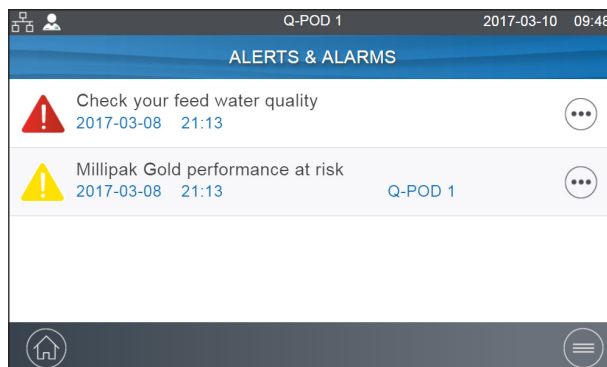 Q-POD 1 2017-03-10 09:48
ALERTS & ALARMS
Check your feed water quality
2017-03-08 21:13
Millipak Gold performance at risk
2017-03-08 21:13 Q-POD 1